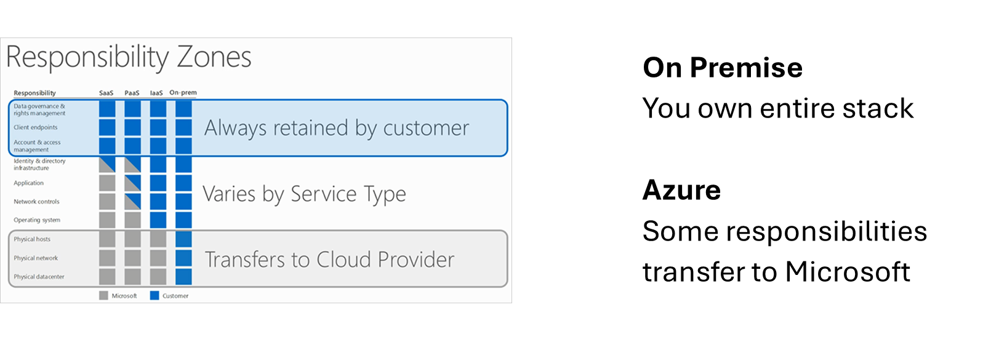 Responsibility Zones
Responsibility SaaS PaaS IaaS On-prem
Data governance &
rights management
Client endpoints
Account & access
management
Always retained by customer
Identity & directory
infrastructure
Application
Network controls
Operating system
Varies by Service Type
Physical hosts
Physical network
Physical datacenter
Transfers to Cloud Provider
Microsoft Customer
On Premise
You own entire stack
Azure
Some responsibilities
transfer to Microsoft